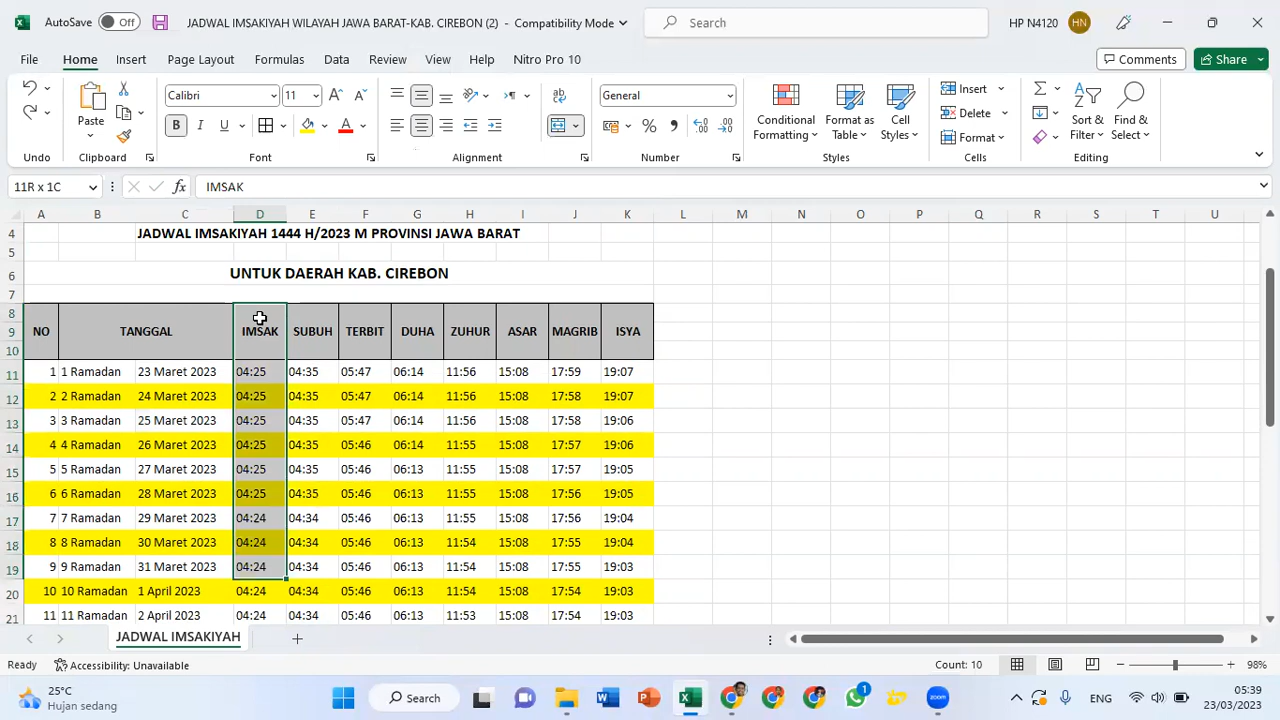 AutoSave Off JADWAL IMSAKIYAH WILAYAH JAWA BARAT-KAB. CIREBON (2) - Compatibility Mode Search HP N4120 HN
File Home Insert Page Layout Formulas Data Review View Help Nitro Pro 10 Comments Share
Calibri 11 General Insert
Paste B I U Conditional Formatting Format as Table Cell Styles Delete Format Sort & Filter Find & Select
Undo Clipboard Font Alignment Number Styles Cells Editing
11R x 1C IMSAK
A B C D E F G H I J K L M N O P Q R S T U
4 JADWAL IMSAKIYAH 1444 H/2023 M PROVINSI JAWA BARAT
5
6 UNTUK DAERAH KAB. CIREBON
7
8
9 NO TANGGAL IMSAK SUBUH TERBIT DUHA ZUHUR ASAR MAGRIB ISYA
10
11 1 1 Ramadan 23 Maret 2023 04:25 04:35 05:47 06:14 11:56 15:08 17:59 19:07
12 2 2 Ramadan 24 Maret 2023 04:25 04:35 05:47 06:14 11:56 15:08 17:58 19:07
13 3 3 Ramadan 25 Maret 2023 04:25 04:35 05:47 06:14 11:56 15:08 17:58 19:06
14 4 4 Ramadan 26 Maret 2023 04:25 04:35 05:46 06:14 11:55 15:08 17:57 19:06
15 5 5 Ramadan 27 Maret 2023 04:25 04:35 05:46 06:13 11:55 15:08 17:57 19:05
16 6 6 Ramadan 28 Maret 2023 04:25 04:35 05:46 06:13 11:55 15:08 17:56 19:05
17 7 7 Ramadan 29 Maret 2023 04:24 04:34 05:46 06:13 11:55 15:08 17:56 19:04
18 8 8 Ramadan 30 Maret 2023 04:24 04:34 05:46 06:13 11:54 15:08 17:55 19:04
19 9 9 Ramadan 31 Maret 2023 04:24 04:34 05:46 06:13 11:54 15:08 17:55 19:03
20 10 10 Ramadan 1 April 2023 04:24 04:34 05:46 06:13 11:54 15:08 17:54 19:03
21 11 11 Ramadan 2 April 2023 04:24 04:34 05:46 06:13 11:53 15:08 17:54 19:03
JADWAL IMSAKIYAH
Ready Accessibility: Unavailable Count: 10 98%
25°C Hujan sedang Search 1 zoom ENG 05:39 23/03/2023